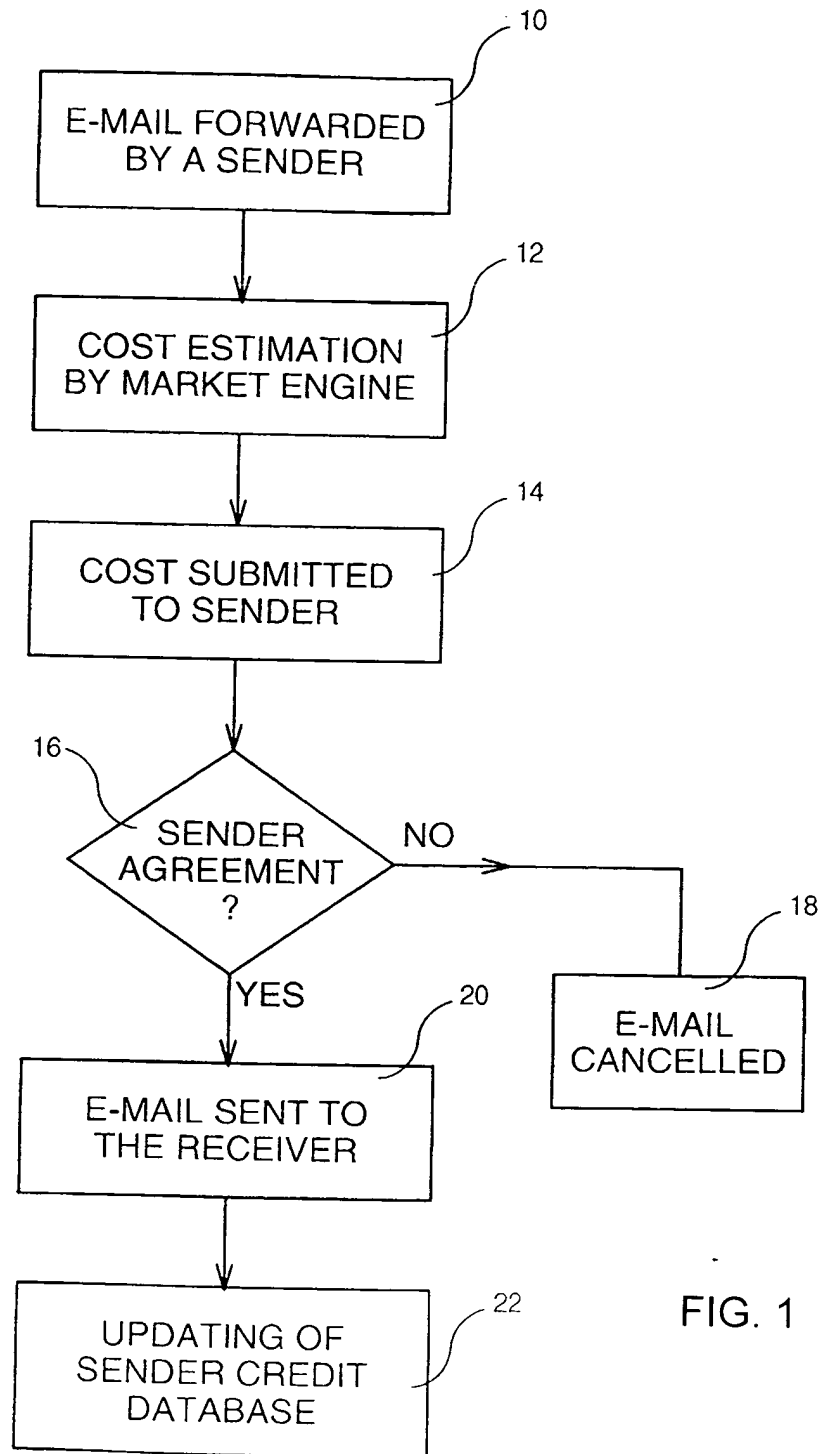 10
E-MAIL FORWARDED
BY A SENDER
12
COST ESTIMATION
BY MARKET ENGINE
14
COST SUBMITTED
TO SENDER
16
SENDER
AGREEMENT
?
NO
YES
18
E-MAIL
CANCELLED
20
E-MAIL SENT TO
THE RECEIVER
22
UPDATING OF
SENDER CREDIT
DATABASE
FIG. 1